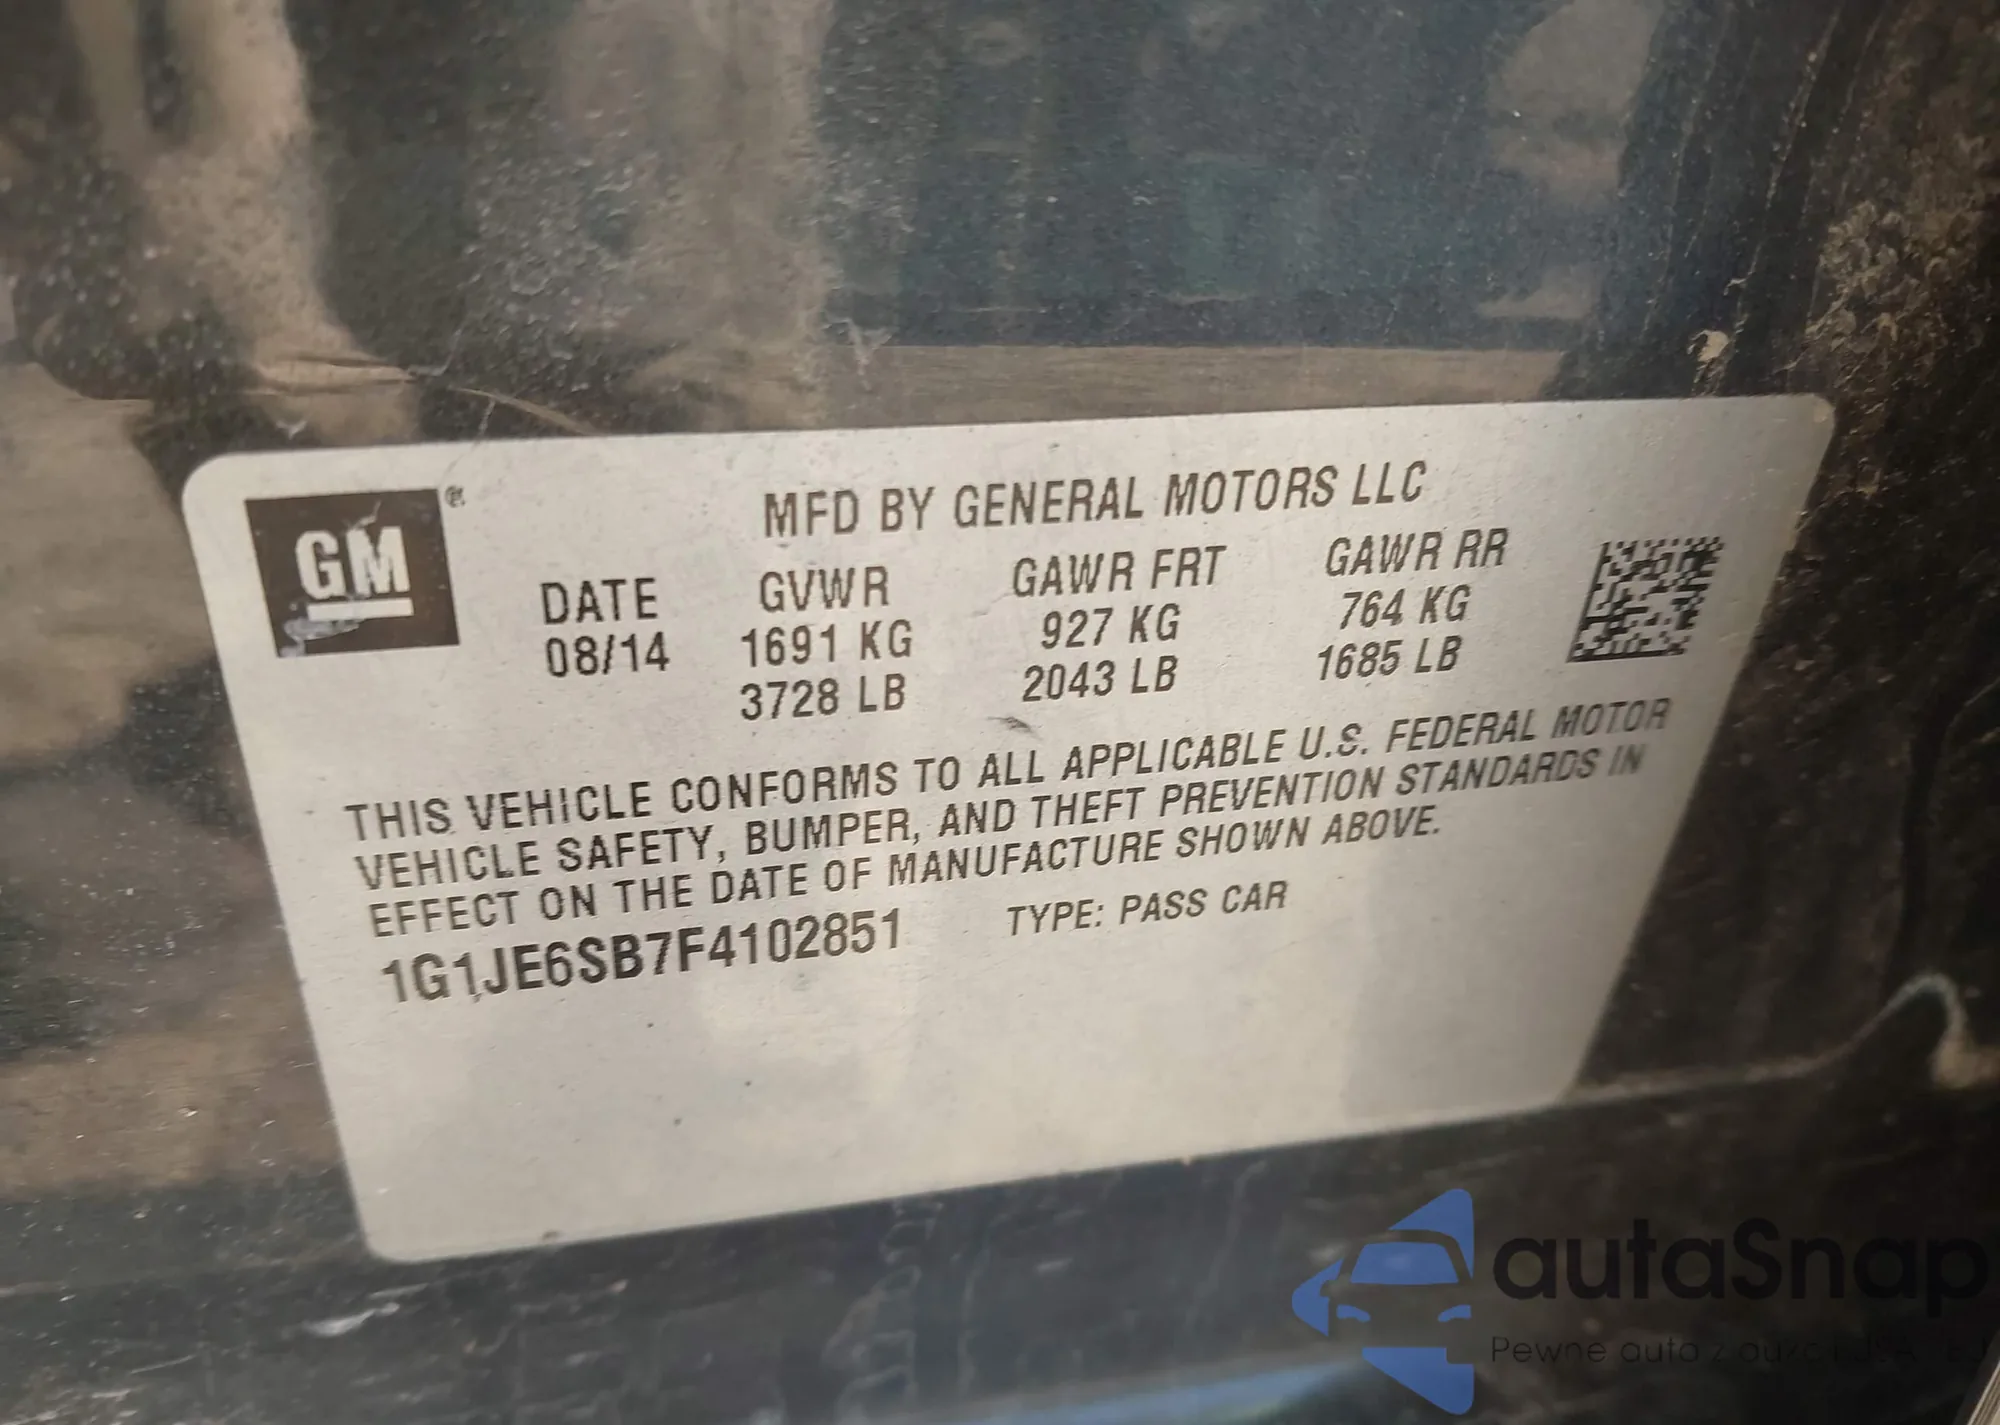 GM ®
MFD BY GENERAL MOTORS LLC
DATE GVWR GAWR FRT GAWR RR
08/14 1691 KG 927 KG 764 KG
3728 LB 2043 LB 1685 LB
THIS VEHICLE CONFORMS TO ALL APPLICABLE U.S. FEDERAL MOTOR
VEHICLE SAFETY, BUMPER, AND THEFT PREVENTION STANDARDS IN
EFFECT ON THE DATE OF MANUFACTURE SHOWN ABOVE.
1G1JE6SB7F4102851 TYPE: PASS CAR
autaSnap
Pewne auta z